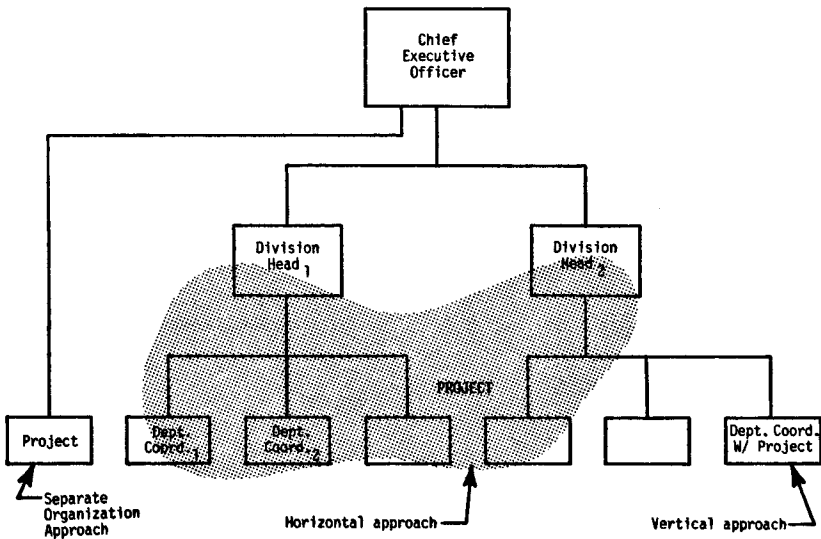 Chief
Executive
Officer
Division
Head 1
Division
Head 2
PROJECT
Project
Dept.
Coord. 1
Dept.
Coord. 2
Dept. Coord.
W/ Project
Separate
Organization
Approach
Horizontal approach
Vertical approach